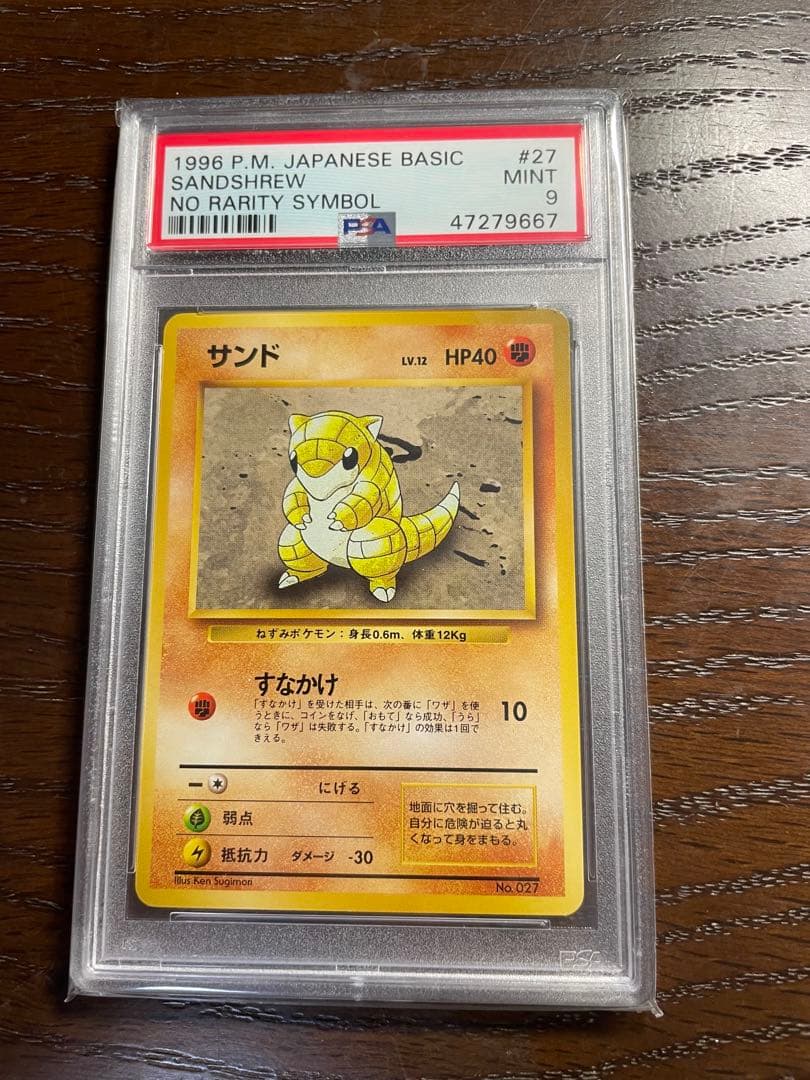 1996 P.M. JAPANESE BASIC #27
SANDSHREW MINT
NO RARITY SYMBOL 9
PSA 47279667
サンド LV.12 HP40
ねずみポケモン：身長0.6m、体重12Kg
すなかけ
「すなかけ」を受けた相手は、次の番に「ワザ」を使
うときに、コインをなげ、「おもて」なら成功、「うら」
なら「ワザ」は失敗する。「すなかけ」の効果は1回で
きえる。
10
ー にげる
弱点
抵抗力 ダメージ -30
地面に穴を掘って住む。
自分に危険が迫ると丸
くなって身をまもる。
Illus Ken Sugimori No. 027
PSA